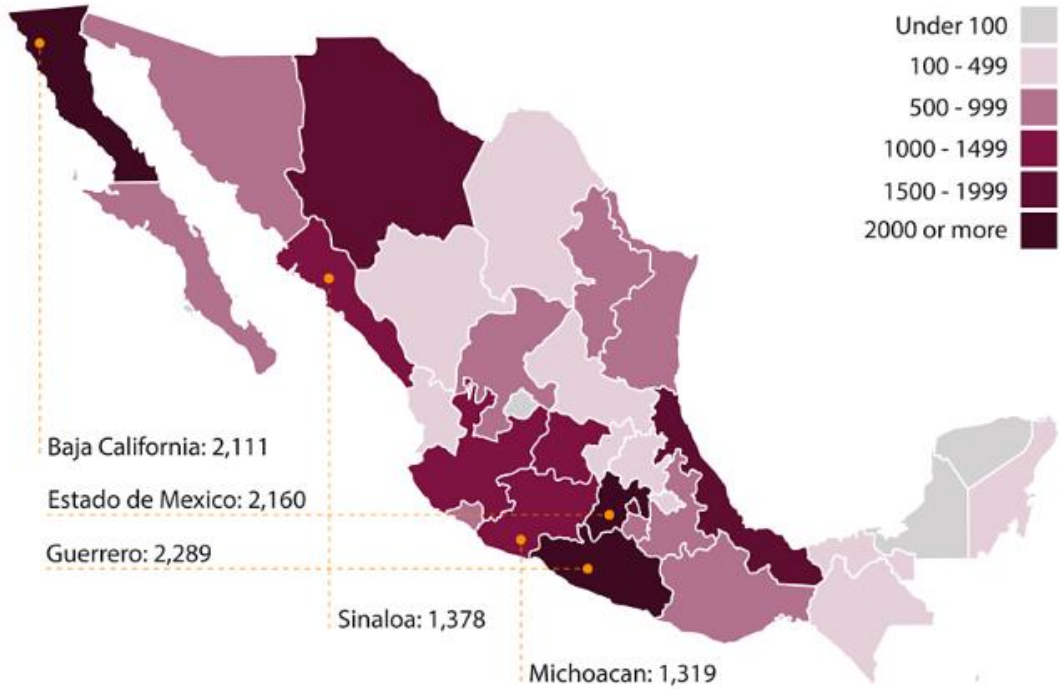 Under 100
100 - 499
500 - 999
1000 - 1499
1500 - 1999
2000 or more
Baja California: 2,111
Estado de Mexico: 2,160
Guerrero: 2,289
Sinaloa: 1,378
Michoacan: 1,319